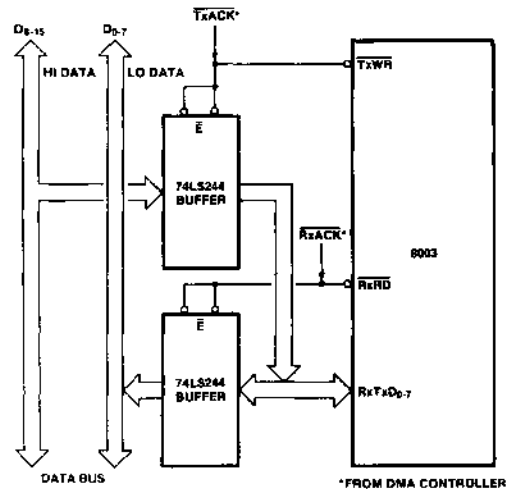 TxACK*
D8-15
D0-7
HI DATA
LO DATA
TxWR
E
74LS244
BUFFER
RxACK*
8003
RxRD
E
74LS244
BUFFER
RxTxD0-7
DATA BUS
*FROM DMA CONTROLLER